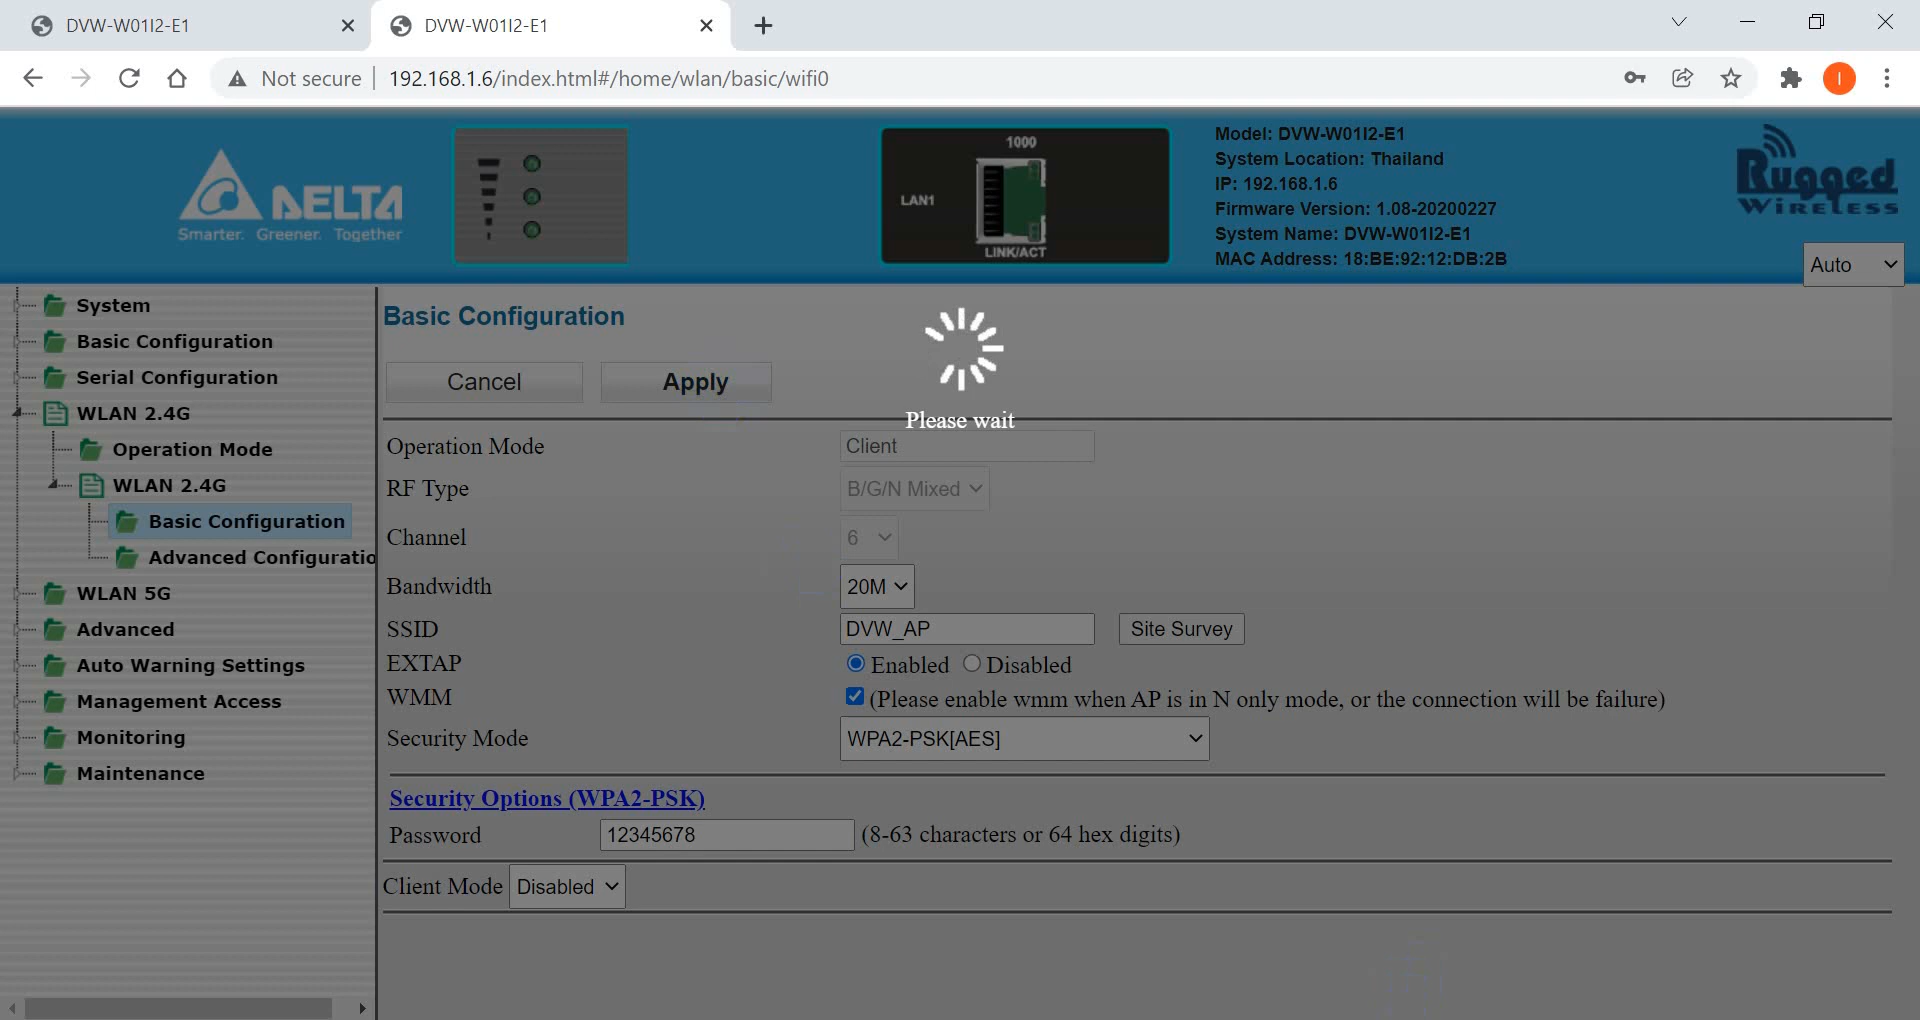 DVW-W01I2-E1
DVW-W01I2-E1
Not secure
192.168.1.6/index.html#/home/wlan/basic/wifi0
I
DELTA
Smarter. Greener. Together
1000
LAN1
LINK/ACT
Model: DVW-W01I2-E1
System Location: Thailand
IP: 192.168.1.6
Firmware Version: 1.08-20200227
System Name: DVW-W01I2-E1
MAC Address: 18:BE:92:12:DB:2B
Rugged
Wireless
Auto
System
Basic Configuration
Serial Configuration
WLAN 2.4G
Operation Mode
WLAN 2.4G
Basic Configuration
Advanced Configuratio
WLAN 5G
Advanced
Auto Warning Settings
Management Access
Monitoring
Maintenance
Basic Configuration
Cancel Apply
Please wait
Operation Mode Client
RF Type B/G/N Mixed
Channel 6
Bandwidth 20M
SSID DVW_AP Site Survey
EXTAP Enabled Disabled
WMM (Please enable wmm when AP is in N only mode, or the connection will be failure)
Security Mode WPA2-PSK[AES]
Security Options (WPA2-PSK)
Password 12345678 (8-63 characters or 64 hex digits)
Client Mode Disabled